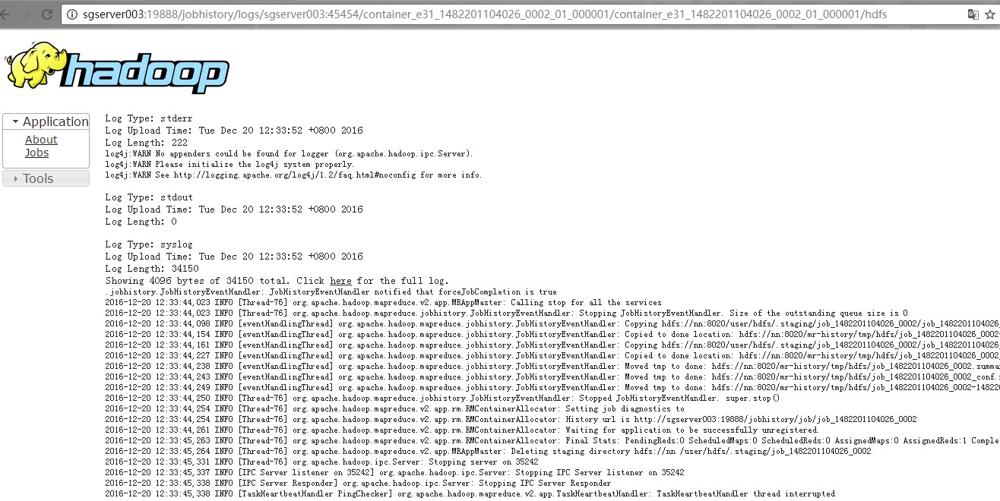 sgserver003:19888/jobhistory/logs/sgserver003:45454/container_e31_1482201104026_0002_01_000001/container_e31_1482201104026_0002_01_000001/hdfs
hadoop
Application
About
Jobs
Tools
Log Type: stderr
Log Upload Time: Tue Dec 20 12:33:52 +0800 2016
Log Length: 222
log4j:WARN No appenders could be found for logger (org.apache.hadoop.ipc.Server).
log4j:WARN Please initialize the log4j system properly.
log4j:WARN See http://logging.apache.org/log4j/1.2/faq.html#noconfig for more info.
Log Type: stdout
Log Upload Time: Tue Dec 20 12:33:52 +0800 2016
Log Length: 0
Log Type: syslog
Log Upload Time: Tue Dec 20 12:33:52 +0800 2016
Log Length: 34150
Showing 4096 bytes of 34150 total. Click here for the full log.
.jobhistory.JobHistoryEventHandler: JobHistoryEventHandler notified that forceJobCompletion is true
2016-12-20 12:33:44,023 INFO [Thread-76] org.apache.hadoop.mapreduce.v2.app.MRAppMaster: Calling stop for all the services
2016-12-20 12:33:44,023 INFO [Thread-76] org.apache.hadoop.mapreduce.jobhistory.JobHistoryEventHandler: Stopping JobHistoryEventHandler. Size of the outstanding queue size is 0
2016-12-20 12:33:44,098 INFO [eventHandlingThread] org.apache.hadoop.mapreduce.jobhistory.JobHistoryEventHandler: Copying hdfs://nn:8020/user/hdfs/.staging/job_1482201104026_0002/job_1482201104026_
2016-12-20 12:33:44,154 INFO [eventHandlingThread] org.apache.hadoop.mapreduce.jobhistory.JobHistoryEventHandler: Copied to done location: hdfs://nn:8020/mr-history/tmp/hdfs/job_1482201104026_0002-
2016-12-20 12:33:44,161 INFO [eventHandlingThread] org.apache.hadoop.mapreduce.jobhistory.JobHistoryEventHandler: Copying hdfs://nn:8020/user/hdfs/.staging/job_1482201104026_0002/job_1482201104026_
2016-12-20 12:33:44,227 INFO [eventHandlingThread] org.apache.hadoop.mapreduce.jobhistory.JobHistoryEventHandler: Copied to done location: hdfs://nn:8020/mr-history/tmp/hdfs/job_1482201104026_0002_
2016-12-20 12:33:44,238 INFO [eventHandlingThread] org.apache.hadoop.mapreduce.jobhistory.JobHistoryEventHandler: Moved tmp to done: hdfs://nn:8020/mr-history/tmp/hdfs/job_1482201104026_0002.summa
2016-12-20 12:33:44,243 INFO [eventHandlingThread] org.apache.hadoop.mapreduce.jobhistory.JobHistoryEventHandler: Moved tmp to done: hdfs://nn:8020/mr-history/tmp/hdfs/job_1482201104026_0002_conf.
2016-12-20 12:33:44,249 INFO [eventHandlingThread] org.apache.hadoop.mapreduce.jobhistory.JobHistoryEventHandler: Moved tmp to done: hdfs://nn:8020/mr-history/tmp/hdfs/job_1482201104026_0002-14822
2016-12-20 12:33:44,250 INFO [Thread-76] org.apache.hadoop.mapreduce.jobhistory.JobHistoryEventHandler: Stopped JobHistoryEventHandler. super.stop()
2016-12-20 12:33:44,254 INFO [Thread-76] org.apache.hadoop.mapreduce.v2.app.rm.RMContainerAllocator: Setting job diagnostics to
2016-12-20 12:33:44,254 INFO [Thread-76] org.apache.hadoop.mapreduce.v2.app.rm.RMContainerAllocator: History url is http://sgserver003:19888/jobhistory/job/job_1482201104026_0002
2016-12-20 12:33:44,261 INFO [Thread-76] org.apache.hadoop.mapreduce.v2.app.rm.RMContainerAllocator: Waiting for application to be successfully unregistered.
2016-12-20 12:33:45,263 INFO [Thread-76] org.apache.hadoop.mapreduce.v2.app.rm.RMContainerAllocator: Final Stats: PendingReds:0 ScheduledMaps:0 ScheduledReds:0 AssignedMaps:0 AssignedReds:1 Comple
2016-12-20 12:33:45,264 INFO [Thread-76] org.apache.hadoop.mapreduce.v2.app.MRAppMaster: Deleting staging directory hdfs://nn /user/hdfs/.staging/job_1482201104026_0002
2016-12-20 12:33:45,331 INFO [Thread-76] org.apache.hadoop.ipc.Server: Stopping server on 35242
2016-12-20 12:33:45,337 INFO [IPC Server listener on 35242] org.apache.hadoop.ipc.Server: Stopping IPC Server listener on 35242
2016-12-20 12:33:45,338 INFO [IPC Server Responder] org.apache.hadoop.ipc.Server: Stopping IPC Server Responder
2016-12-20 12:33:45,338 INFO [TaskHeartbeatHandler PingChecker] org.apache.hadoop.mapreduce.v2.app.TaskHeartbeatHandler: TaskHeartbeatHandler thread interrupted